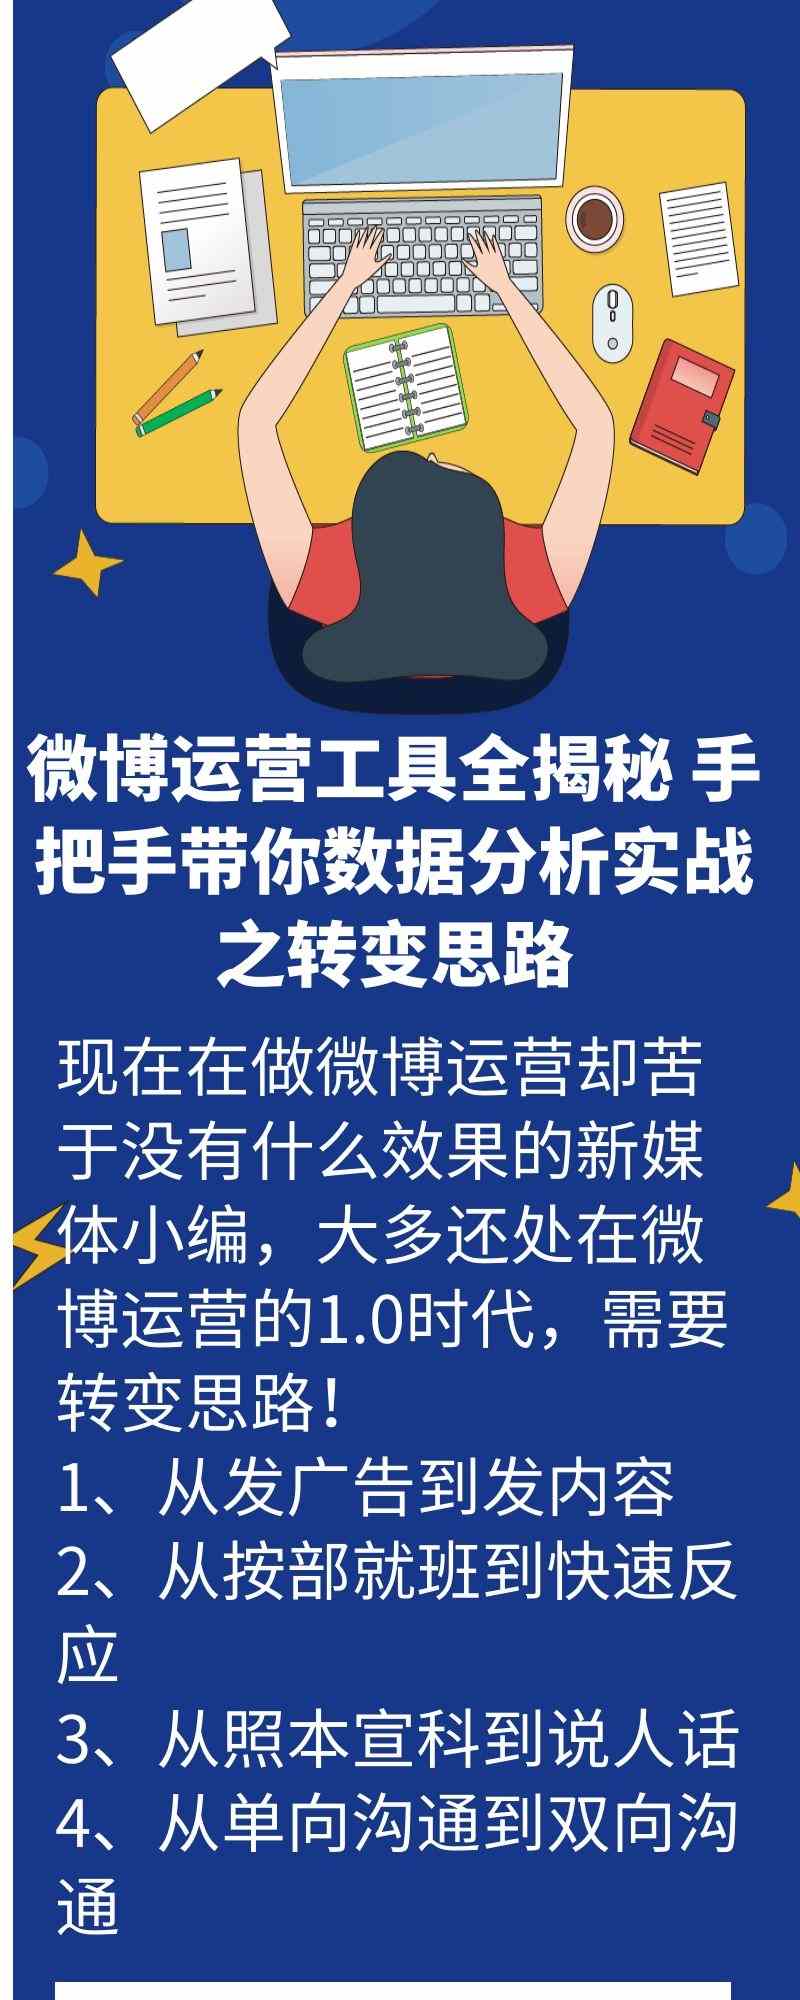 微博运营工具全揭秘 手
把手带你数据分析实战
之转变思路
现在在做微博运营却苦
于没有什么效果的新媒
体小编，大多还处在微
博运营的1.0时代，需要
转变思路！
1、从发广告到发内容
2、从按部就班到快速反
应
3、从照本宣科到说人话
4、从单向沟通到双向沟
通